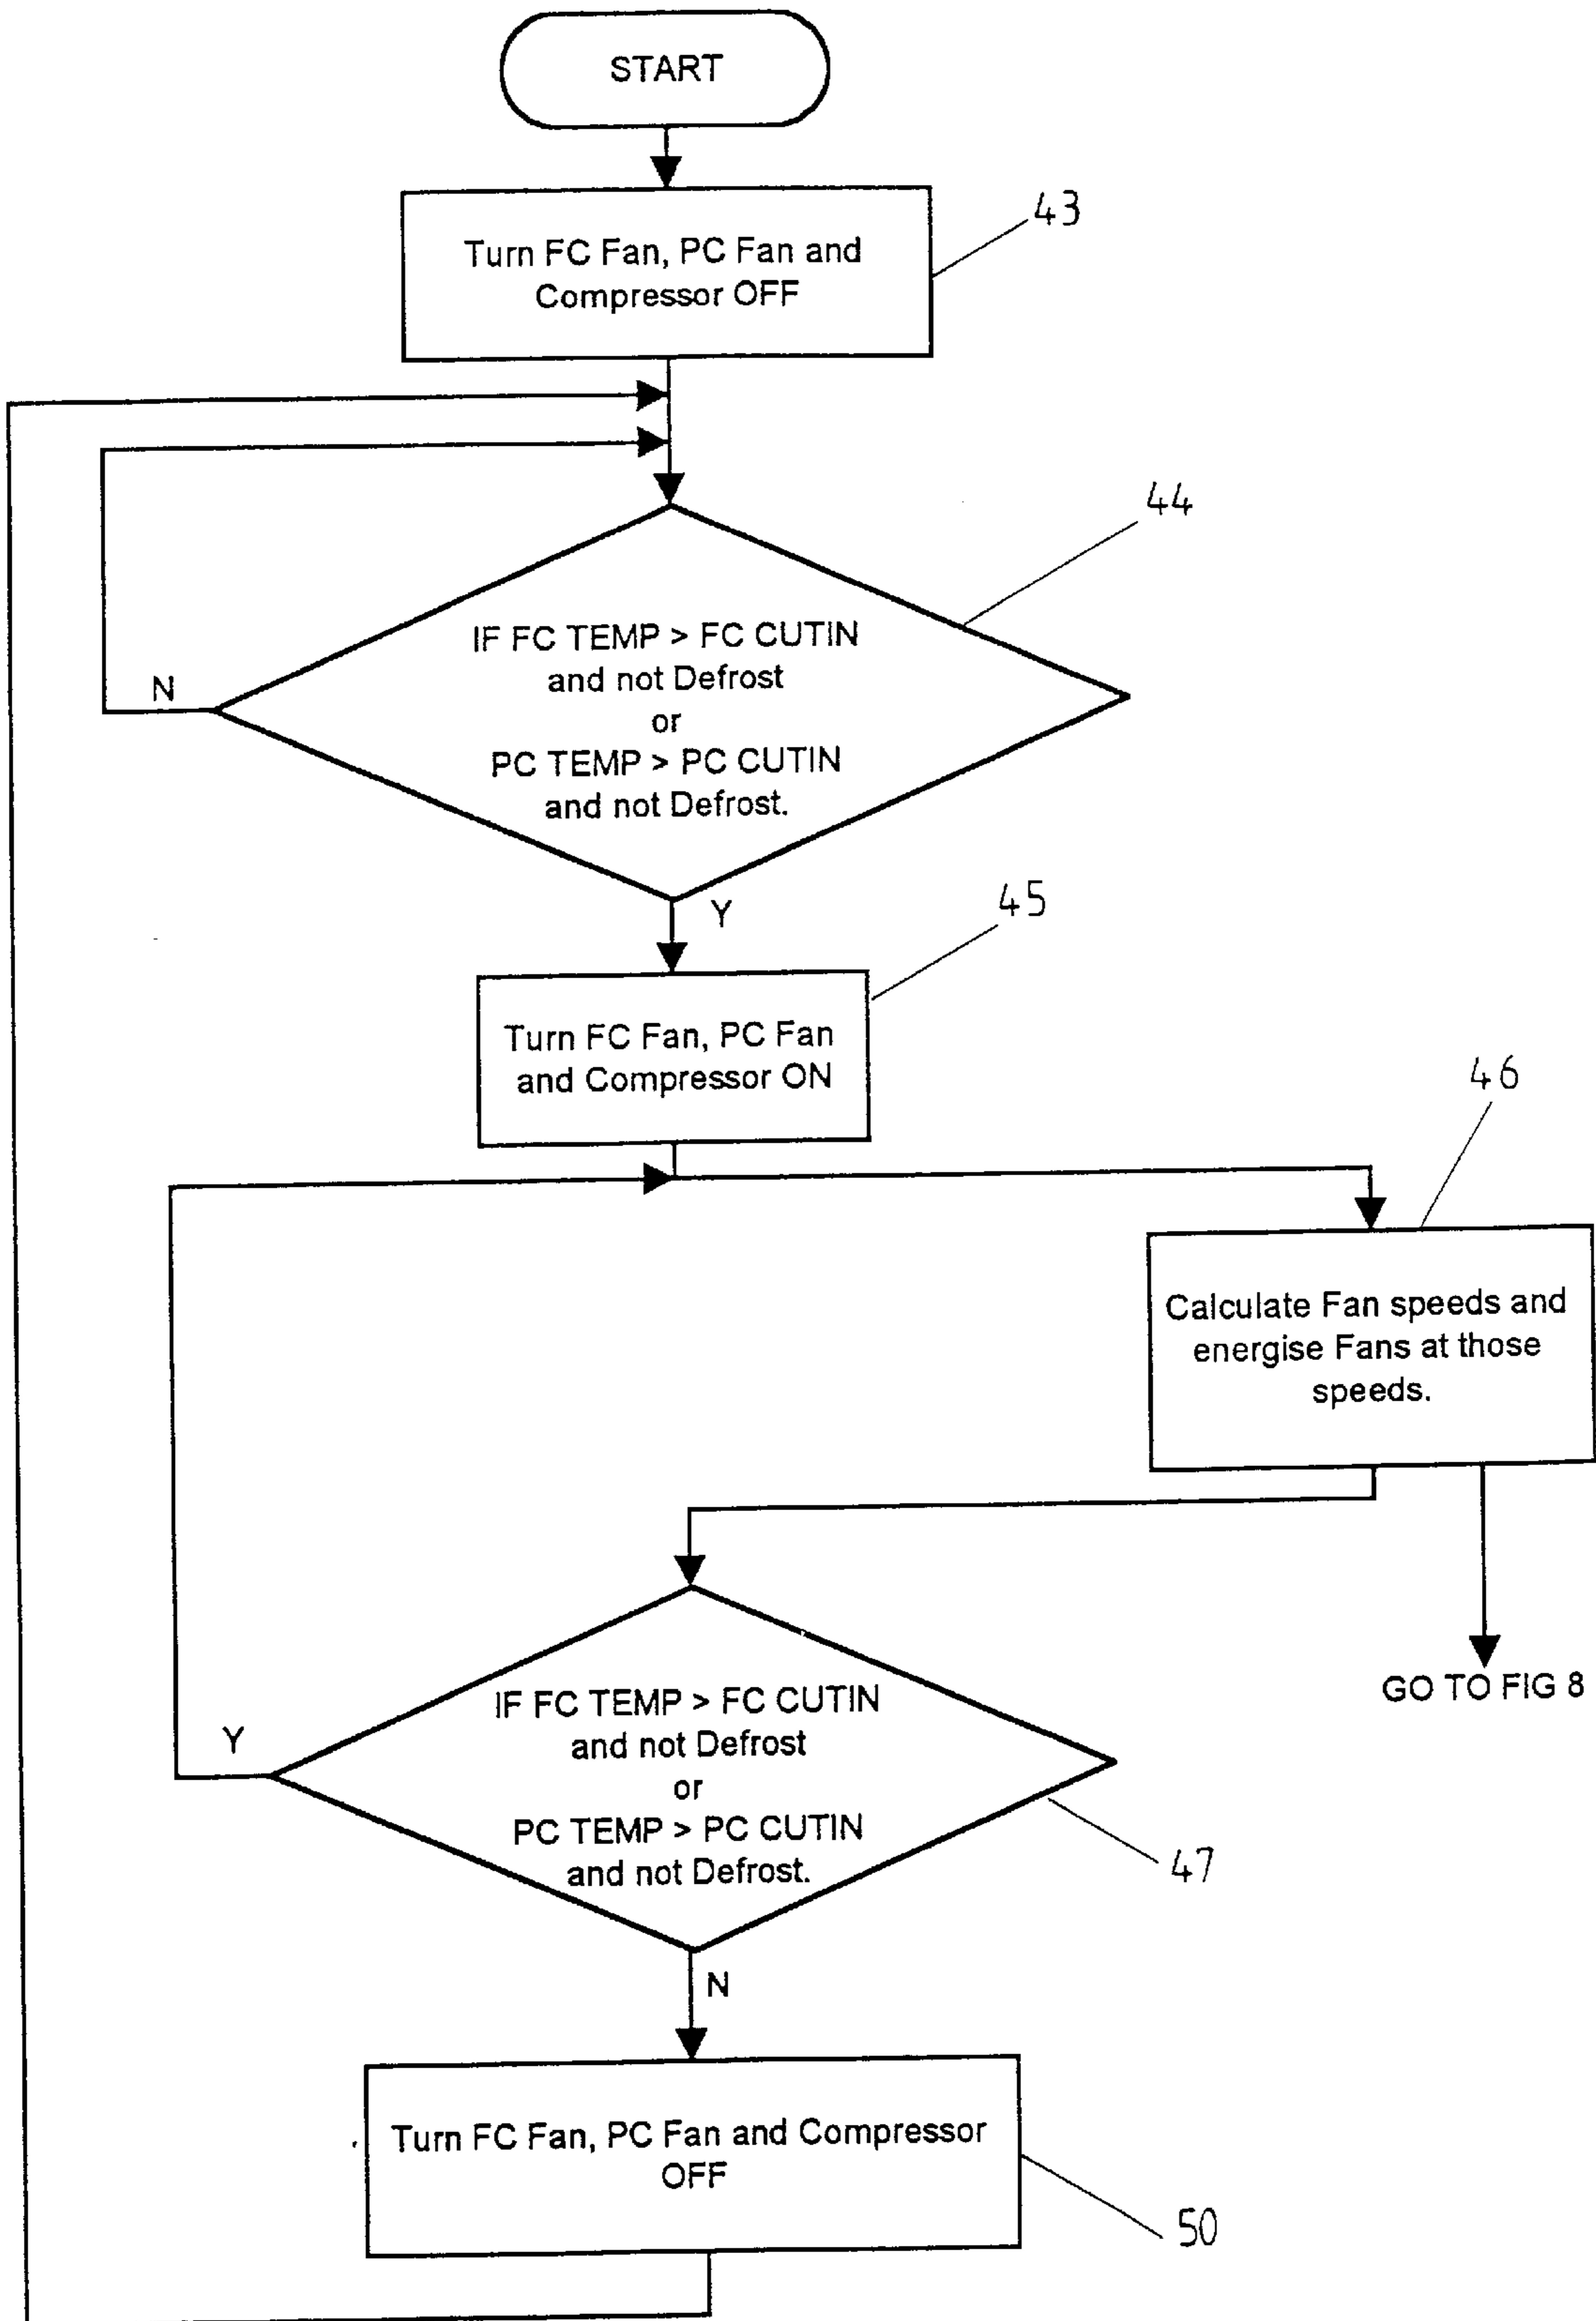 START
Turn FC Fan, PC Fan and
Compressor OFF
43
44
IF FC TEMP > FC CUTIN
and not Defrost
or
PC TEMP > PC CUTIN
and not Defrost.
N
Y
45
Turn FC Fan, PC Fan
and Compressor ON
46
Calculate Fan speeds and
energise Fans at those
speeds.
GO TO FIG 8
IF FC TEMP > FC CUTIN
and not Defrost
or
PC TEMP > PC CUTIN
and not Defrost.
Y
47
N
Turn FC Fan, PC Fan and Compressor
OFF
50